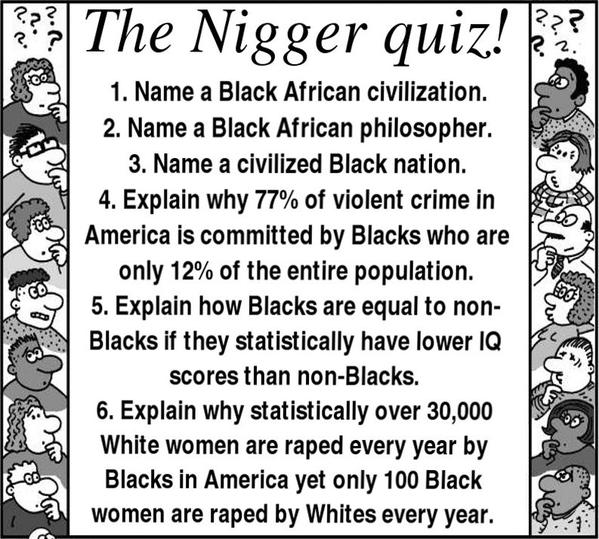 The Nigger quiz!
1. Name a Black African civilization.
2. Name a Black African philosopher.
3. Name a civilized Black nation.
4. Explain why 77% of violent crime in
America is committed by Blacks who are
only 12% of the entire population.
5. Explain how Blacks are equal to non-
Blacks if they statistically have lower IQ
scores than non-Blacks.
6. Explain why statistically over 30,000
White women are raped every year by
Blacks in America yet only 100 Black
women are raped by Whites every year.